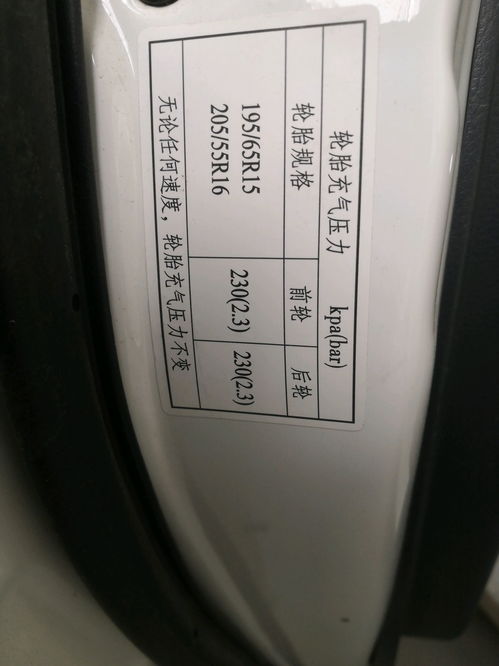 轮胎充气压力 kpa(bar)
轮胎规格 前轮 后轮
195/65R15
205/55R16 230(2.3) 230(2.3)
无论任何速度，轮胎充气压力不变